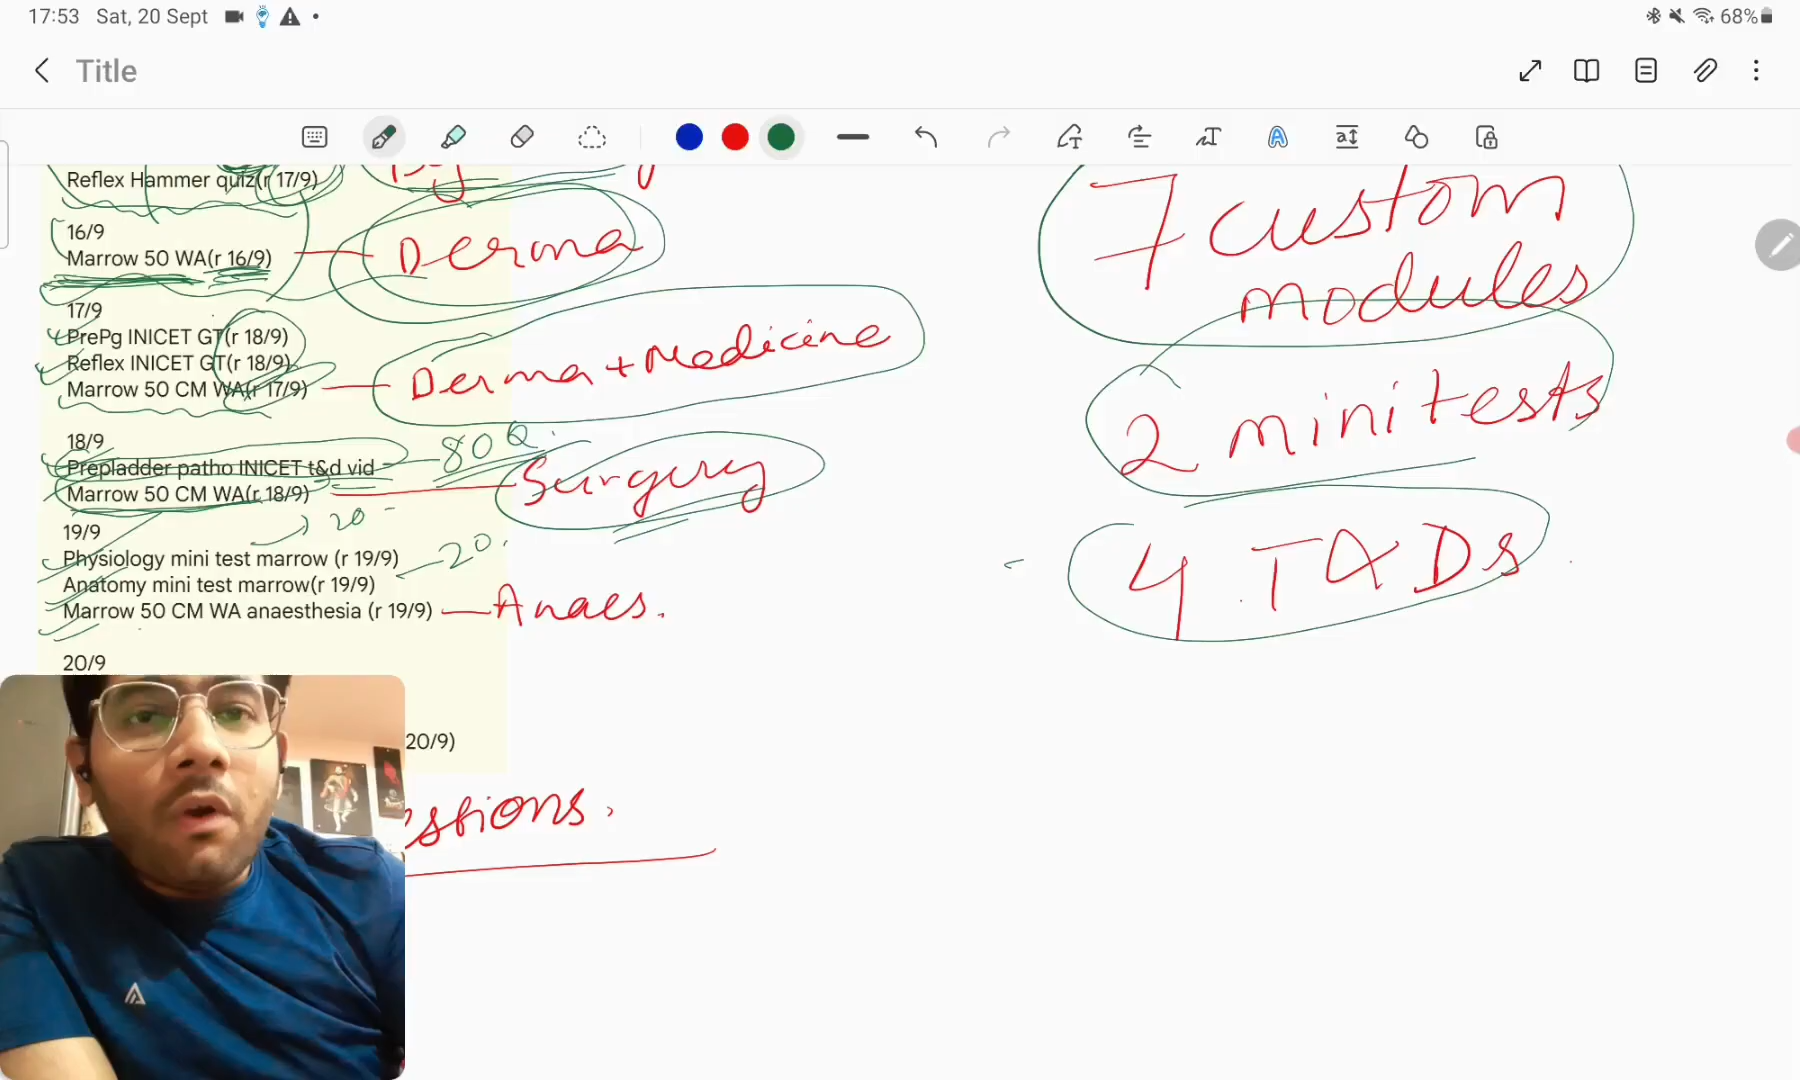 17:53 Sat, 20 Sept
68%
Title
Reflex Hammer quiz(r 17/9)
16/9
Marrow 50 WA(r 16/9)
Derma
17/9
PrePg INICET GT(r 18/9)
Reflex INICET GT(r 18/9)
Marrow 50 CM WA(r 17/9)
Derma + Medicine
18/9
Prepladder patho INICET t&d vid
80 Q.
Marrow 50 CM WA(r 18/9)
Surgery
20
19/9
Physiology mini test marrow (r 19/9)
20.
Anatomy mini test marrow(r 19/9)
Marrow 50 CM WA anaesthesia (r 19/9)
Anaes.
20/9
20/9)
estions.
7 custom
modules
2 mini tests
4 T&Ds